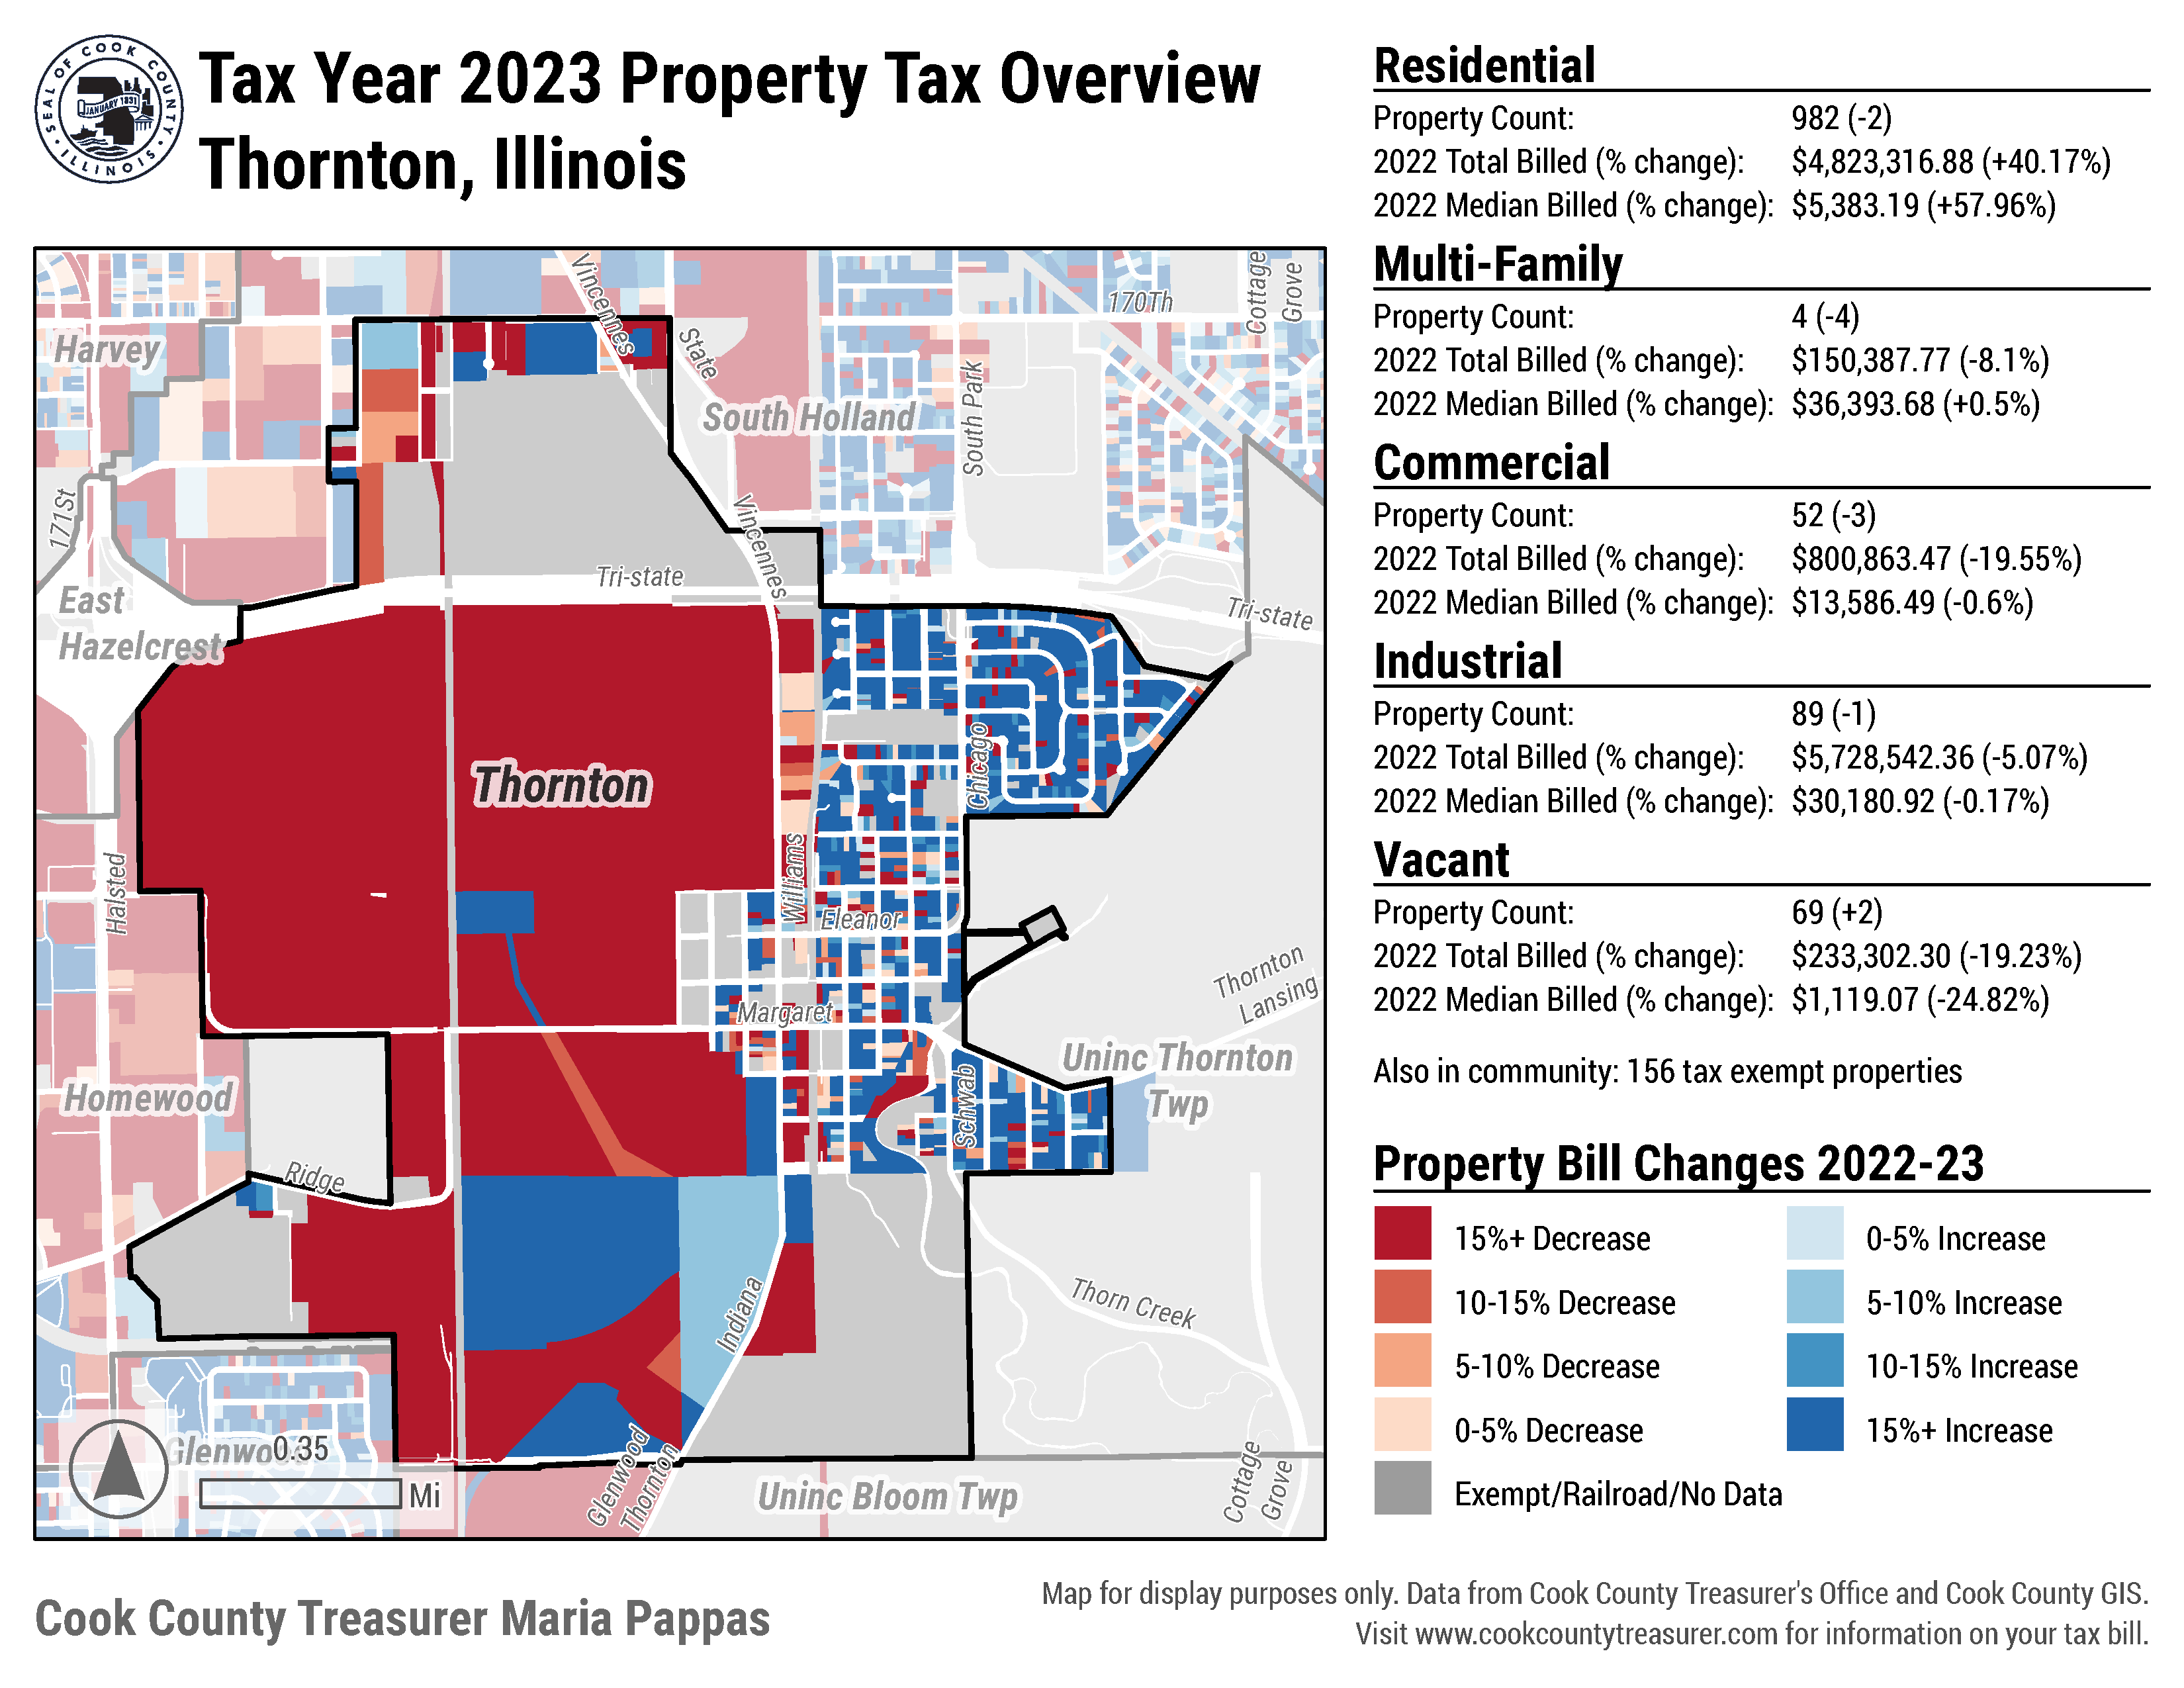 SEAL OF COOK COUNTY
JANUARY 1831
ILLINOIS
Tax Year 2023 Property Tax Overview
Thornton, Illinois
Residential
Property Count: 982 (-2)
2022 Total Billed (% change): $4,823,316.88 (+40.17%)
2022 Median Billed (% change): $5,383.19 (+57.96%)
Multi-Family
Property Count: 4 (-4)
2022 Total Billed (% change): $150,387.77 (-8.1%)
2022 Median Billed (% change): $36,393.68 (+0.5%)
Commercial
Property Count: 52 (-3)
2022 Total Billed (% change): $800,863.47 (-19.55%)
2022 Median Billed (% change): $13,586.49 (-0.6%)
Industrial
Property Count: 89 (-1)
2022 Total Billed (% change): $5,728,542.36 (-5.07%)
2022 Median Billed (% change): $30,180.92 (-0.17%)
Vacant
Property Count: 69 (+2)
2022 Total Billed (% change): $233,302.30 (-19.23%)
2022 Median Billed (% change): $1,119.07 (-24.82%)
Also in community: 156 tax exempt properties
Property Bill Changes 2022-23
15%+ Decrease
10-15% Decrease
5-10% Decrease
0-5% Decrease
Exempt/Railroad/No Data
0-5% Increase
5-10% Increase
10-15% Increase
15%+ Increase
Vincennes
170Th
Cottage
Grove
Harvey
State
South Holland
South Park
171St
Vincennes
Tri-state
Tri-state
East
Hazelcrest
Thornton
Chicago
Halsted
Williams
Eleanor
Margaret
Thornton
Lansing
Uninc Thornton
Twp
Homewood
Schwab
Ridge
Thorn Creek
Indiana
Glenwo
0.35
Mi
Glenwood
Thornton
Uninc Bloom Twp
Cottage
Grove
Cook County Treasurer Maria Pappas
Map for display purposes only. Data from Cook County Treasurer's Office and Cook County GIS.
Visit www.cookcountytreasurer.com for information on your tax bill.